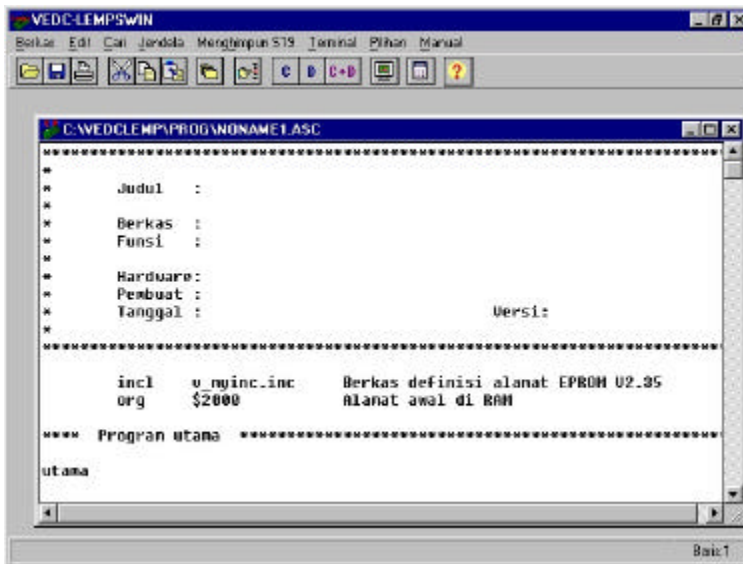 VEDC-LEMPSWIN
Berkas Edit Cari Jendela Menghimpun S19 Terminal Pilihan Manual
C D C+D ?
C:\VEDCLEMP\PROG\NONAME1.ASC
****************************************************************************
*
* Judul :
*
* Berkas :
* Funsi :
*
* Hardware:
* Pembuat :
* Tanggal : Versi:
*
****************************************************************************
incl v_myinc.inc Berkas definisi alamat EPROM V2.35
org $2000 Alamat awal di RAM
**** Program utama ****************************************************
utama
Baris:1